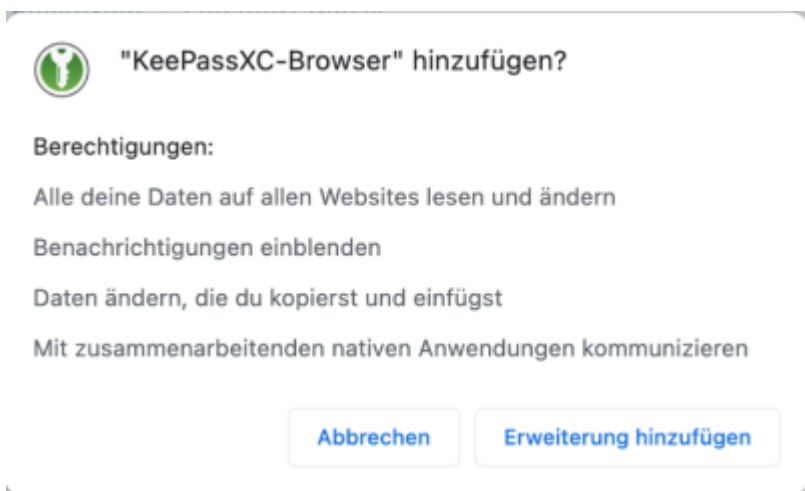 "KeePassXC-Browser" hinzufügen?
Berechtigungen:
Alle deine Daten auf allen Websites lesen und ändern
Benachrichtigungen einblenden
Daten ändern, die du kopierst und einfügst
Mit zusammenarbeitenden nativen Anwendungen kommunizieren
Abbrechen
Erweiterung hinzufügen